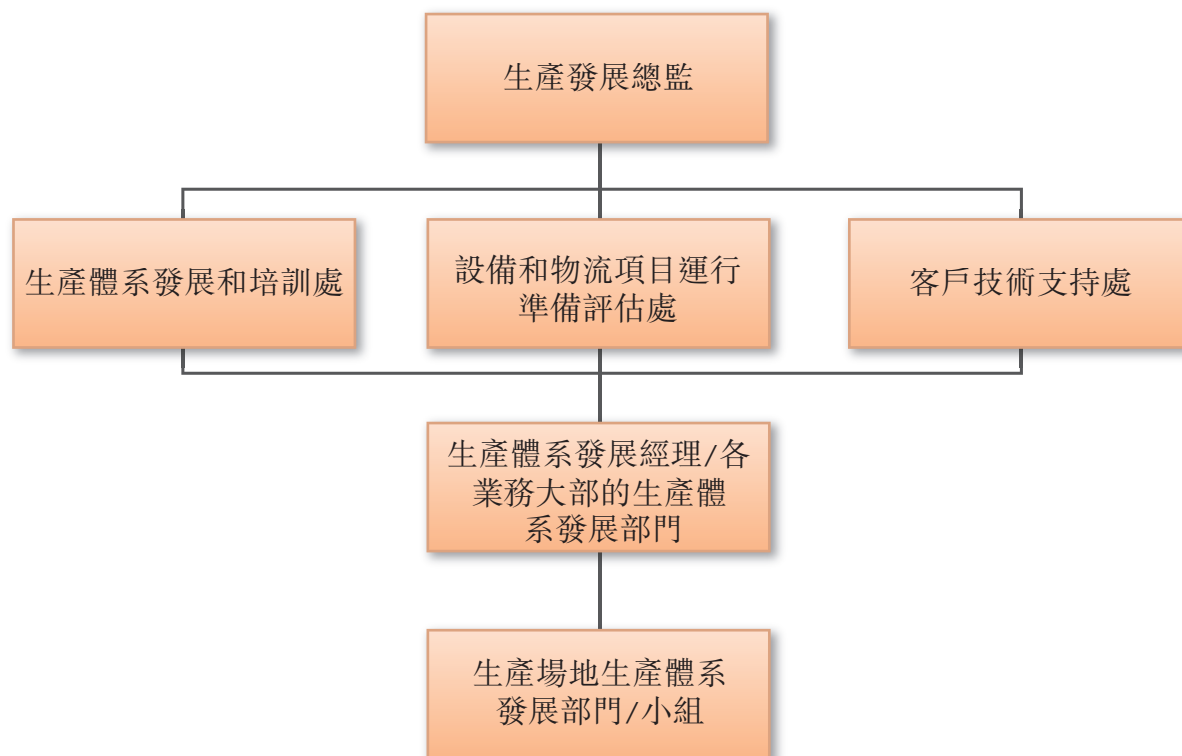 生產發展總監
生產體系發展和培訓處
設備和物流項目運行
準備評估處
客戶技術支持處
生產體系發展經理/各
業務大部的生產體
系發展部門
生產場地生產體系
發展部門/小組